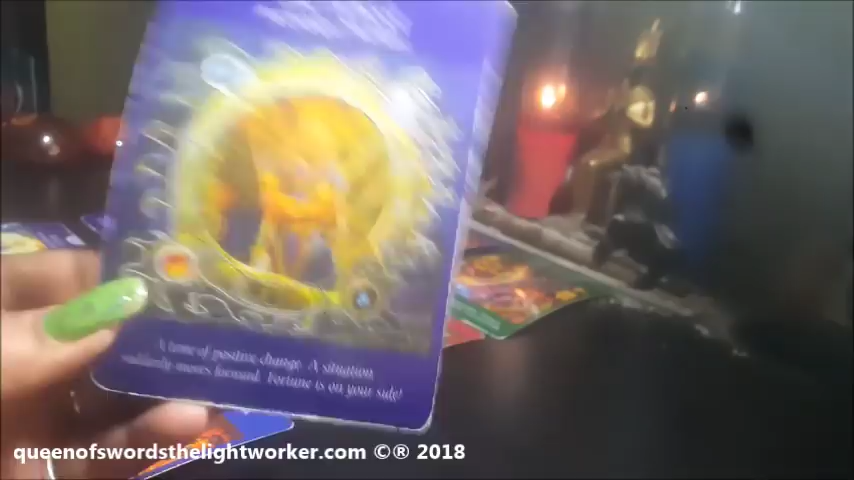 A time of positive change. A situation
suddenly moves forward. Fortune is on your side!
queenofswordsthelightworker.com ©® 2018